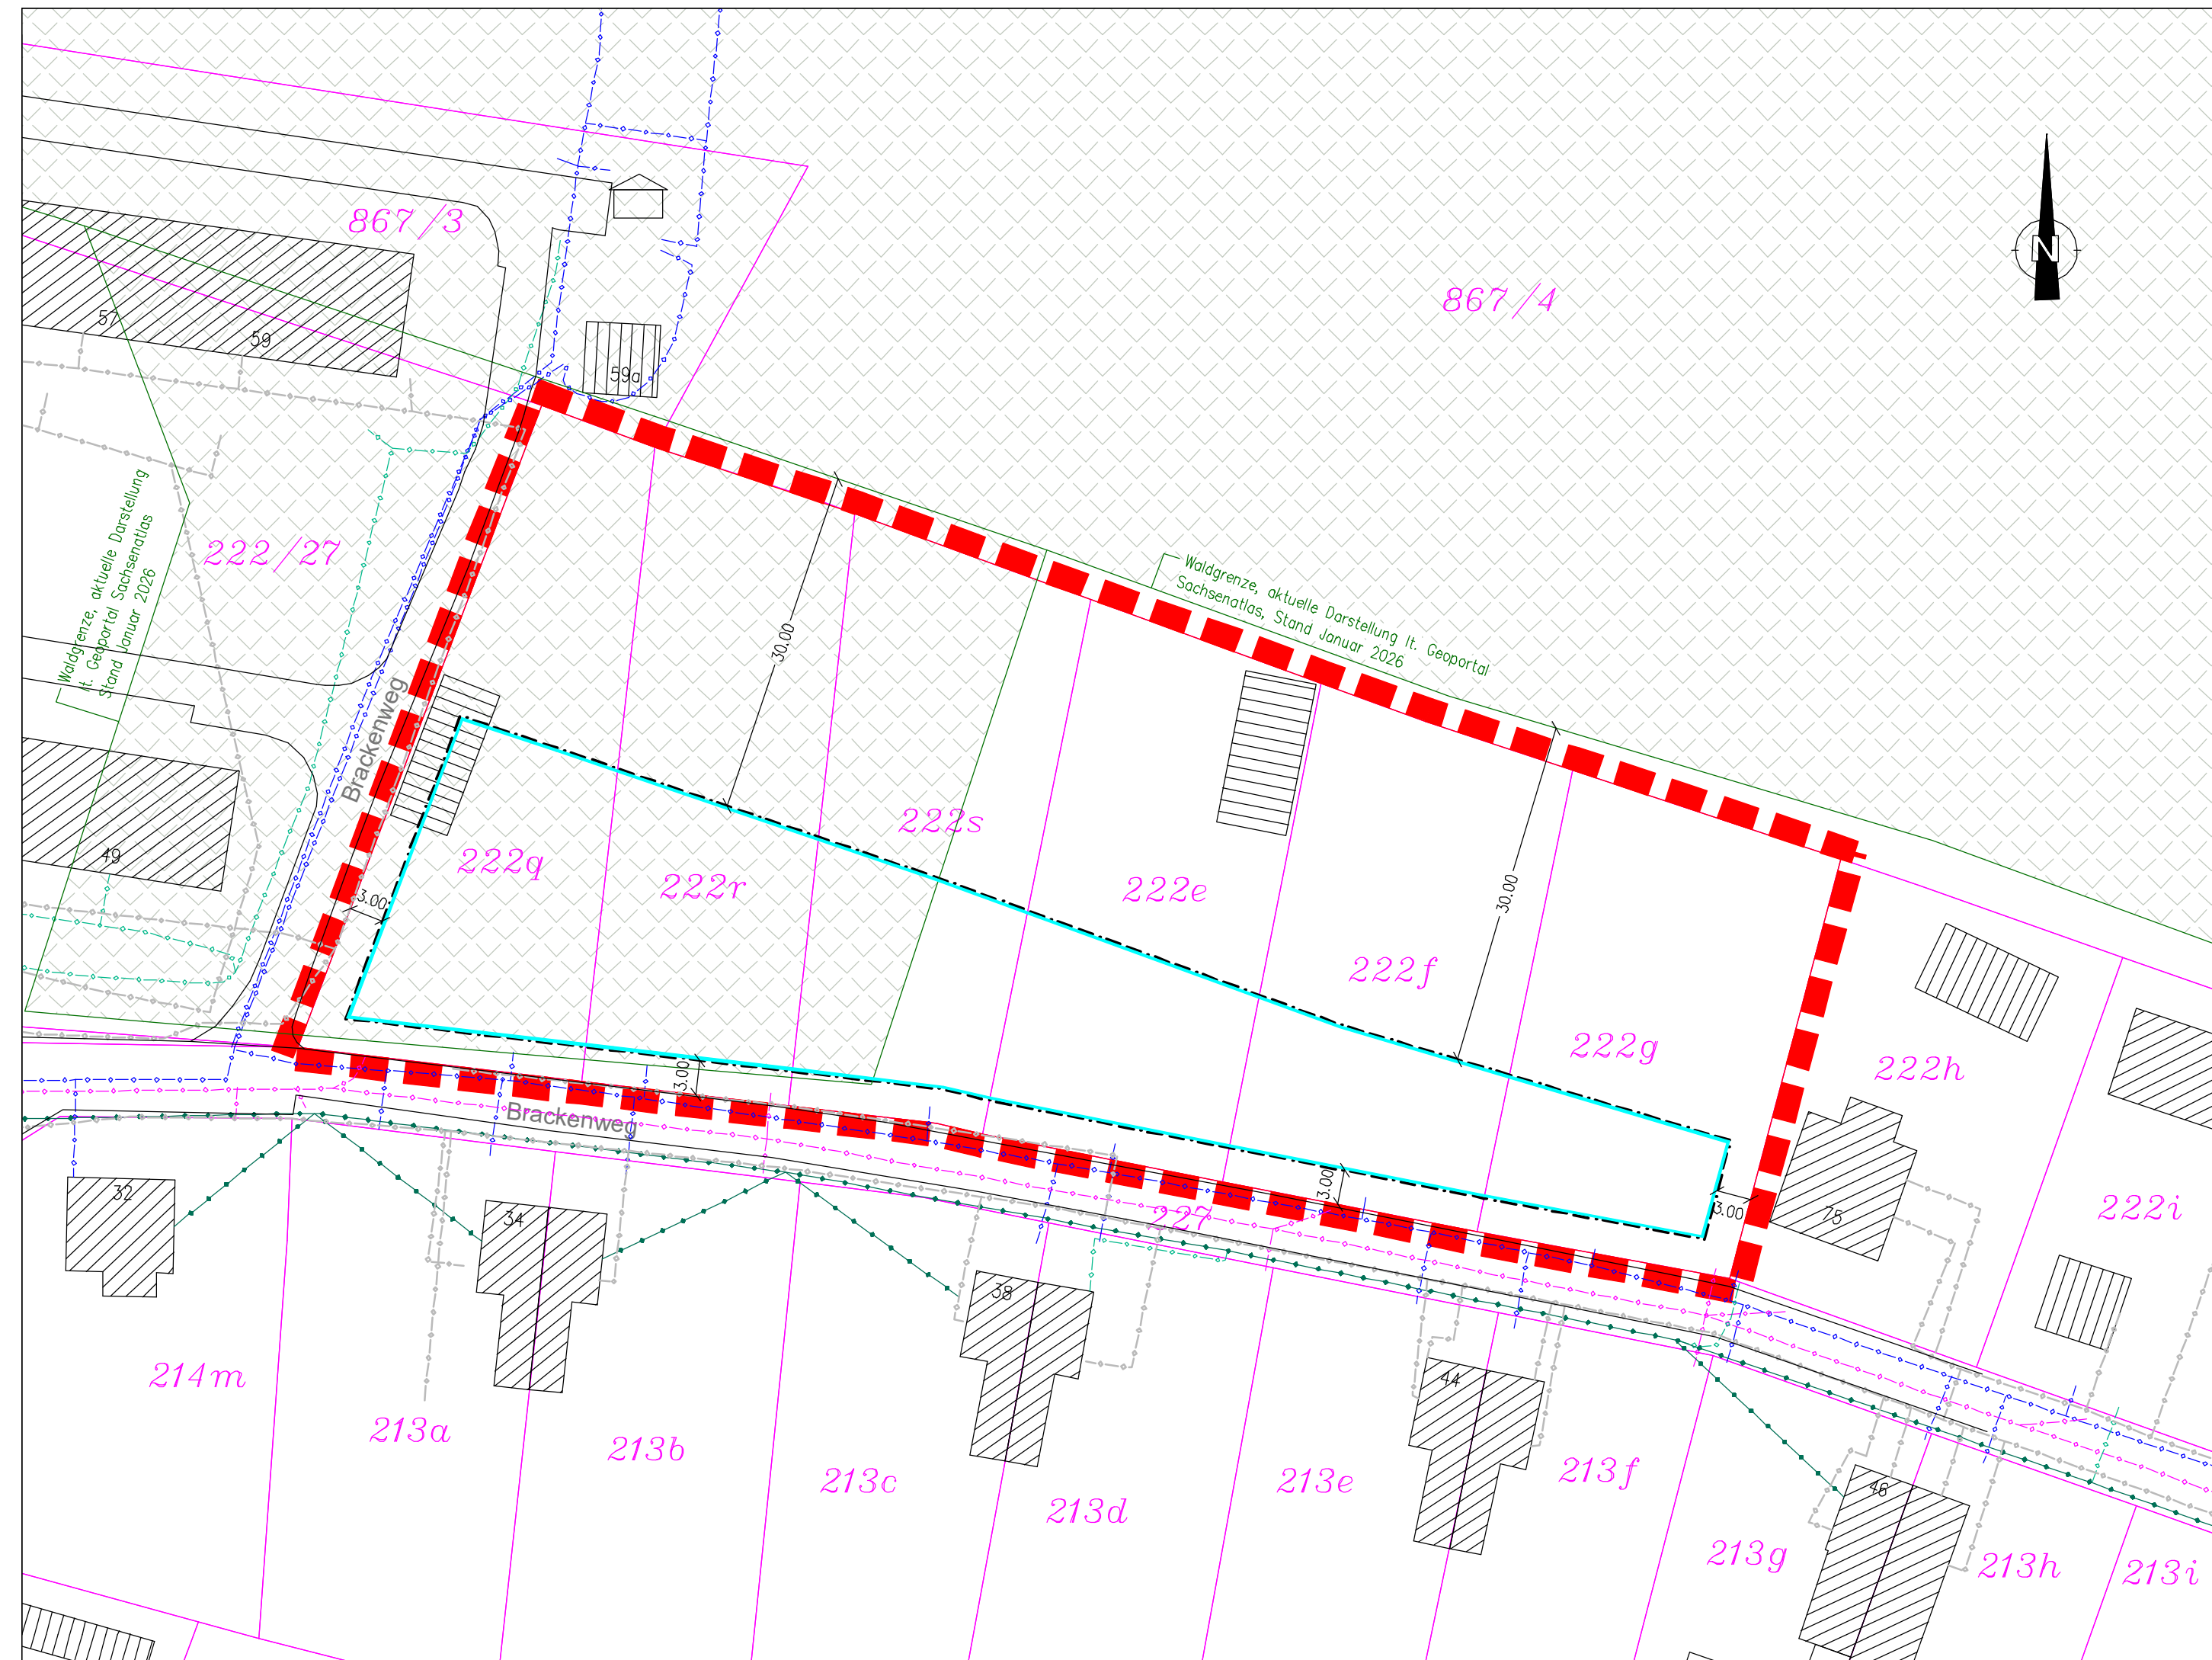 867/3
N
867/4
57
59
59a
Waldgrenze, aktuelle Darstellung
lt. Geoportal Sachsenatlas
Stand Januar 2026
222/27
Waldgrenze, aktuelle Darstellung lt. Geoportal
Sachsenatlas, Stand Januar 2026
30.00
Brackenweg
222s
49
222q
222r
222e
30.00
3.00
222f
222g
222h
3.00
Brackenweg
32
34
3.00
227
3.00
75
222i
38
214m
213a
213b
213c
213d
213e
44
213f
46
213g
213h
213i